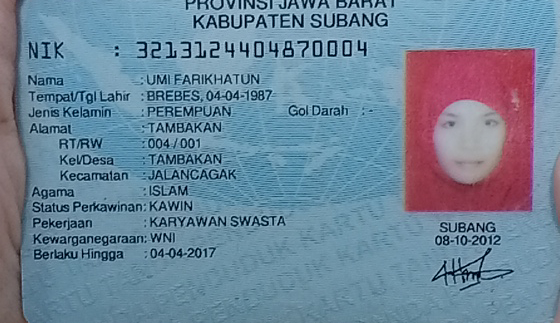 PROVINSI JAWA BARAT
KABUPATEN SUBANG
NIK : 3213124404870004
Nama : UMI FARIKHATUN
Tempat/Tgl Lahir : BREBES, 04-04-1987
Jenis Kelamin : PEREMPUAN Gol Darah : -
Alamat : TAMBAKAN
RT/RW : 004 / 001
Kel/Desa : TAMBAKAN
Kecamatan : JALANCAGAK
Agama : ISLAM
Status Perkawinan: KAWIN
Pekerjaan : KARYAWAN SWASTA
Kewarganegaraan: WNI
Berlaku Hingga : 04-04-2017
SUBANG
08-10-2012